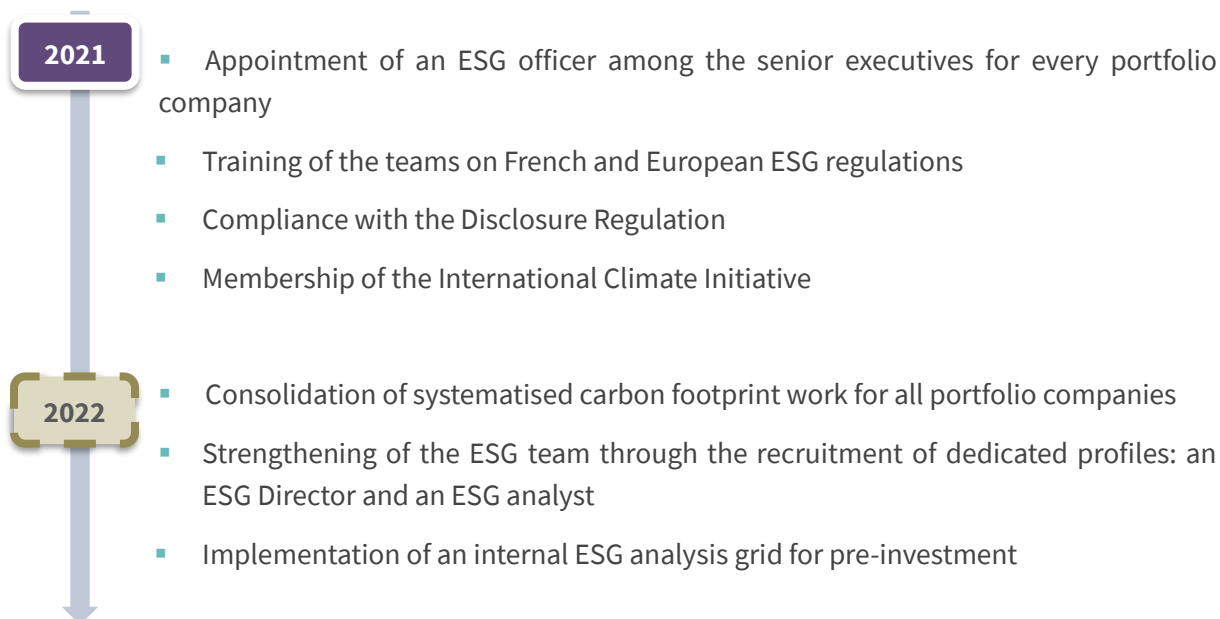 2021
▪ Appointment of an ESG officer among the senior executives for every portfolio
company
▪ Training of the teams on French and European ESG regulations
▪ Compliance with the Disclosure Regulation
▪ Membership of the International Climate Initiative
2022
▪ Consolidation of systematised carbon footprint work for all portfolio companies
▪ Strengthening of the ESG team through the recruitment of dedicated profiles: an
ESG Director and an ESG analyst
▪ Implementation of an internal ESG analysis grid for pre-investment